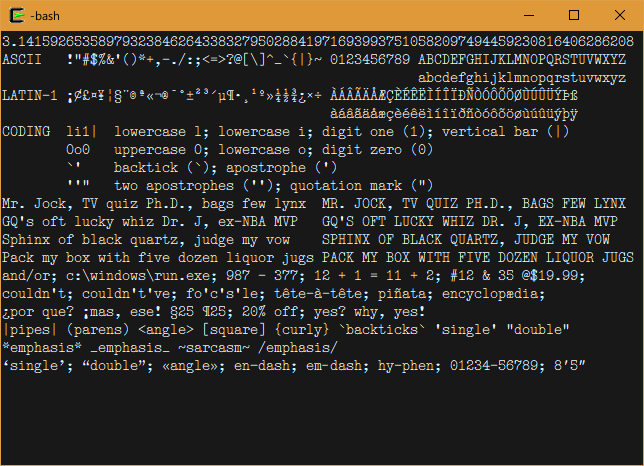 -bash
3.14159265358979323846264338327950288419716939937510582097494459230816406286208
ASCII   !"#$%&'()*+,-./:;<=>?@[\]^_`{|}~ 0123456789 ABCDEFGHIJKLMNOPQRSTUVWXYZ
abcdefghijklmnopqrstuvwxyz
LATIN-1 ¡¢£¤¥¦§¨©ª«¬®¯°±²³´µ¶·¸¹º»¼½¾¿×÷ ÀÁÂÃÄÅÆÇÈÉÊËÌÍÎÏÐÑÒÓÔÕÖØÙÚÛÜÝÞß
àáâãäåæçèéêëìíîïðñòóôõöøùúûüýþÿ
CODING  li1|  lowercase l; lowercase i; digit one (1); vertical bar (|)
0o0  uppercase 0; lowercase o; digit zero (0)
`'   backtick (`); apostrophe (')
''"  two apostrophes (''); quotation mark (")
Mr. Jock, TV quiz Ph.D., bags few lynx  MR. JOCK, TV QUIZ PH.D., BAGS FEW LYNX
GQ's oft lucky whiz Dr. J, ex-NBA MVP   GQ'S OFT LUCKY WHIZ DR. J, EX-NBA MVP
Sphinx of black quartz, judge my vow    SPHINX OF BLACK QUARTZ, JUDGE MY VOW
Pack my box with five dozen liquor jugs PACK MY BOX WITH FIVE DOZEN LIQUOR JUGS
and/or; c:\windows\run.exe; 987 - 377; 12 + 1 = 11 + 2; #12 & 35 @$19.99;
couldn't; couldn't've; fo'c's'le; tête-à-tête; piñata; encyclopædia;
¿por que? ¡mas, ese! §25 ¶25; 20% off; yes? why, yes!
|pipes| (parens) <angle> [square] {curly} `backticks` 'single' "double"
*emphasis* _emphasis_ ~sarcasm~ /emphasis/
‘single’; “double”; «angle»; en–dash; em—dash; hy-phen; 01234-56789; 8′5″